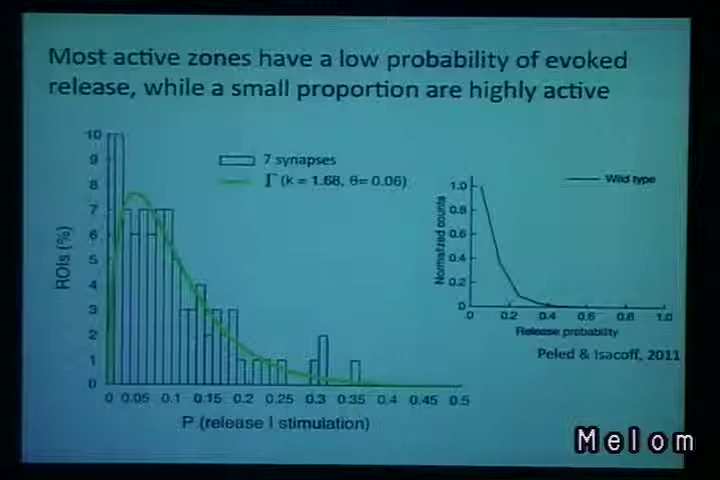 Most active zones have a low probability of evoked
release, while a small proportion are highly active
10
9
8
7
6
5
4
3
2
1
0
ROIs (%)
7 synapses
Γ (k = 1.68, θ= 0.06)
0 0.05 0.1 0.15 0.2 0.25 0.3 0.35 0.4 0.45 0.5
P (release | stimulation)
Wild type
1.0
0.8
0.6
0.4
0.2
0
Normalized counts
0 0.2 0.4 0.6 0.8 1.0
Release probability
Peled & Isacoff, 2011
Melom